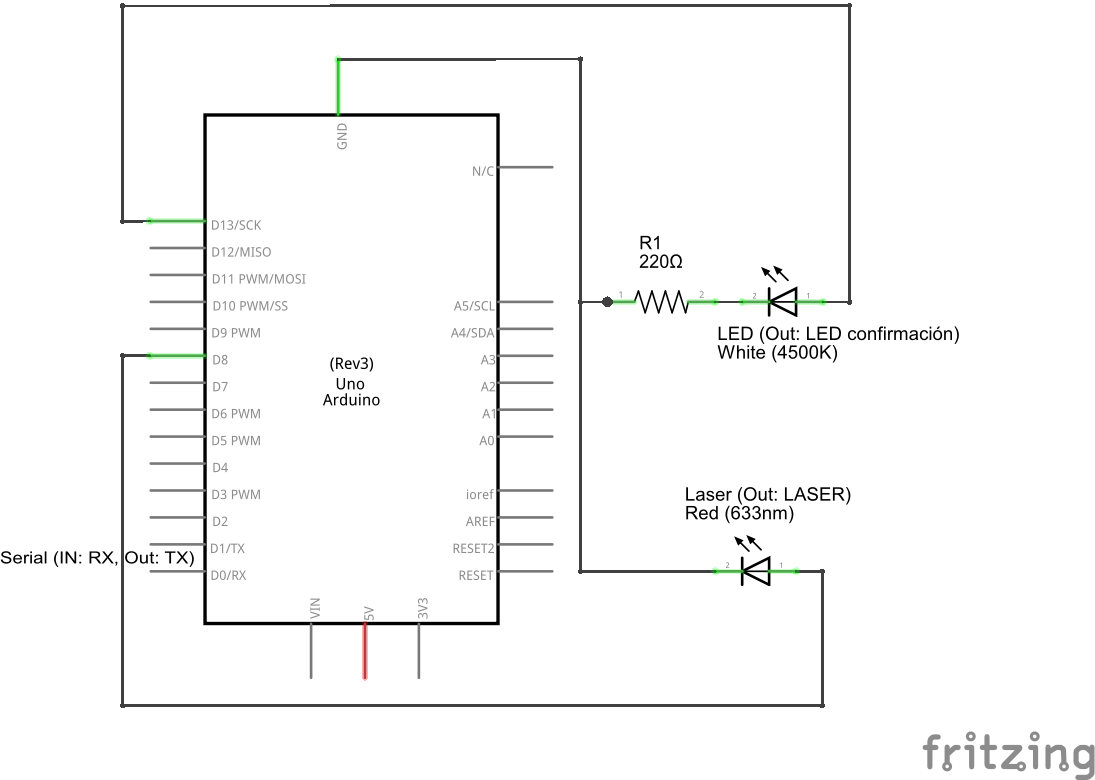 GND
N/C
D13/SCK
D12/MISO
D11 PWM/MOSI
D10 PWM/SS
D9 PWM
D8
D7
D6 PWM
D5 PWM
D4
D3 PWM
D2
D1/TX
D0/RX
Serial (IN: RX, Out: TX)
(Rev3)
Uno
Arduino
A5/SCL
A4/SDA
A3
A2
A1
A0
ioref
AREF
RESET2
RESET
VIN
5V
3V3
R1
220Ω
1
2
2
1
LED (Out: LED confirmación)
White (4500K)
Laser (Out: LASER)
Red (633nm)
2
1
fritzing